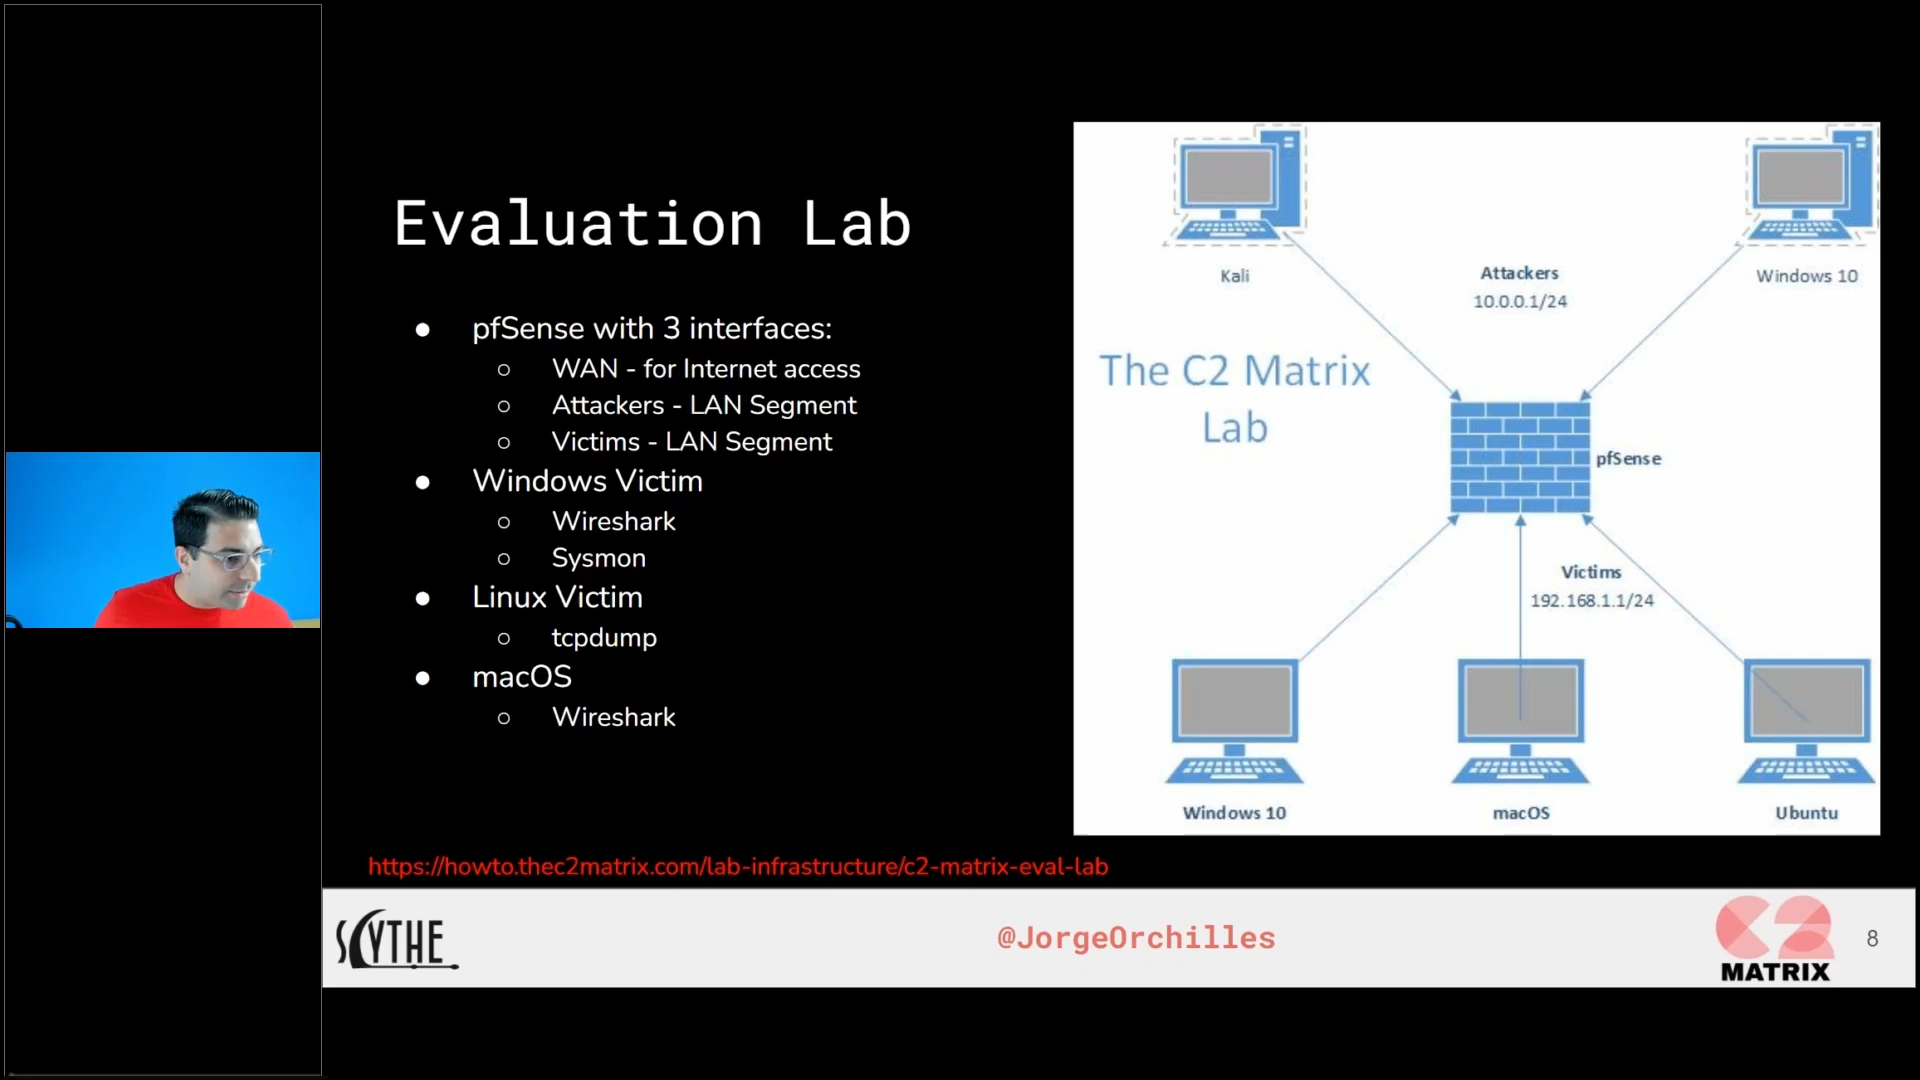 Evaluation Lab
● pfSense with 3 interfaces:
○ WAN - for Internet access
○ Attackers - LAN Segment
○ Victims - LAN Segment
● Windows Victim
○ Wireshark
○ Sysmon
● Linux Victim
○ tcpdump
● macOS
○ Wireshark
Kali
Attackers
10.0.0.1/24
Windows 10
The C2 Matrix
Lab
pfSense
Victims
192.168.1.1/24
Windows 10
macOS
Ubuntu
https://howto.thec2matrix.com/lab-infrastructure/c2-matrix-eval-lab
SCYTHE
@JorgeOrchilles
C2
MATRIX
8